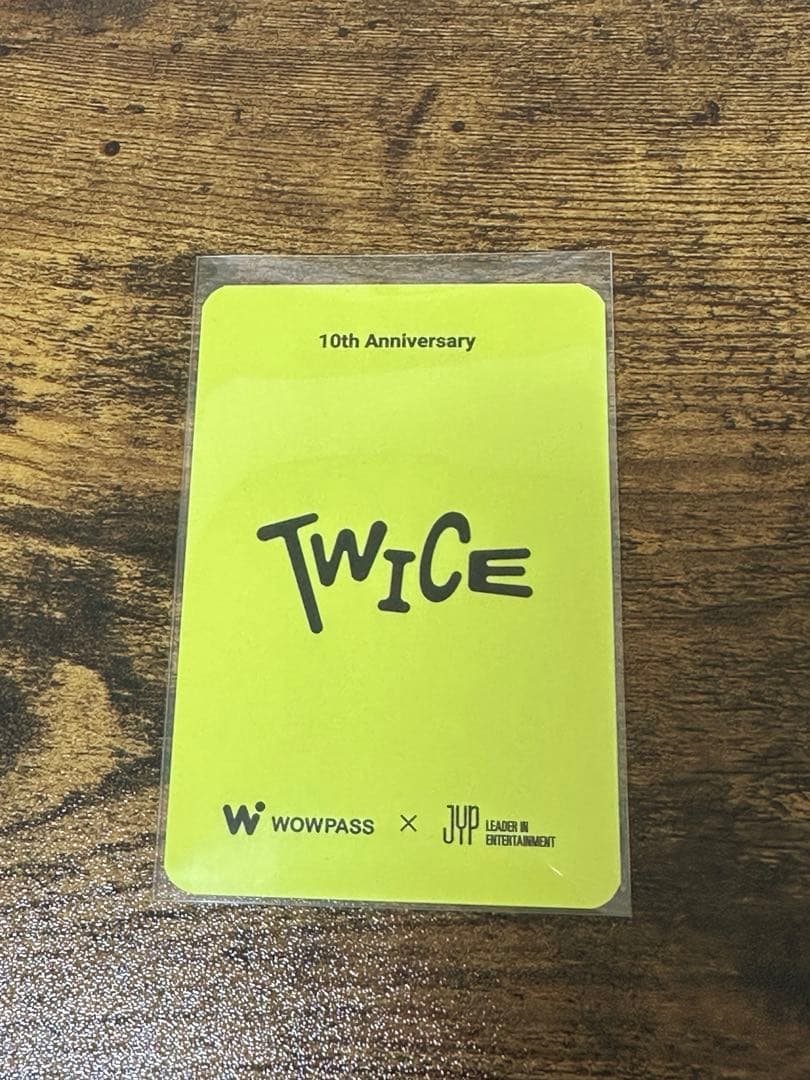 10th Anniversary
TWICE
W WOWPASS × JYP LEADER IN
ENTERTAINMENT